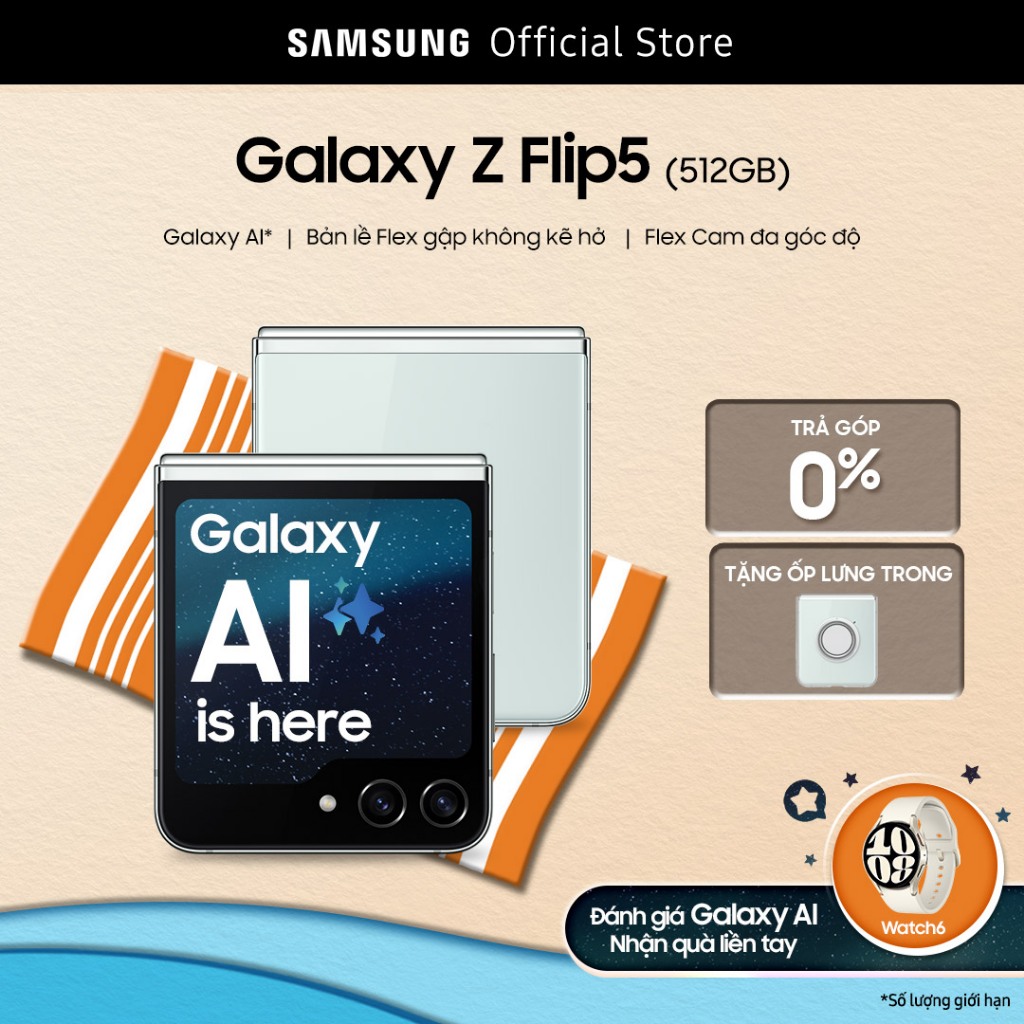 SAMSUNG Official Store
Galaxy Z Flip5 (512GB)
Galaxy AI* | Bản lề Flex gập không kẽ hở | Flex Cam đa góc độ
Galaxy
AI
is here
TRẢ GÓP
0%
TẶNG ỐP LƯNG TRONG
10
08
Watch6
Đánh giá Galaxy AI
Nhận quà liền tay
*Số lượng giới hạn